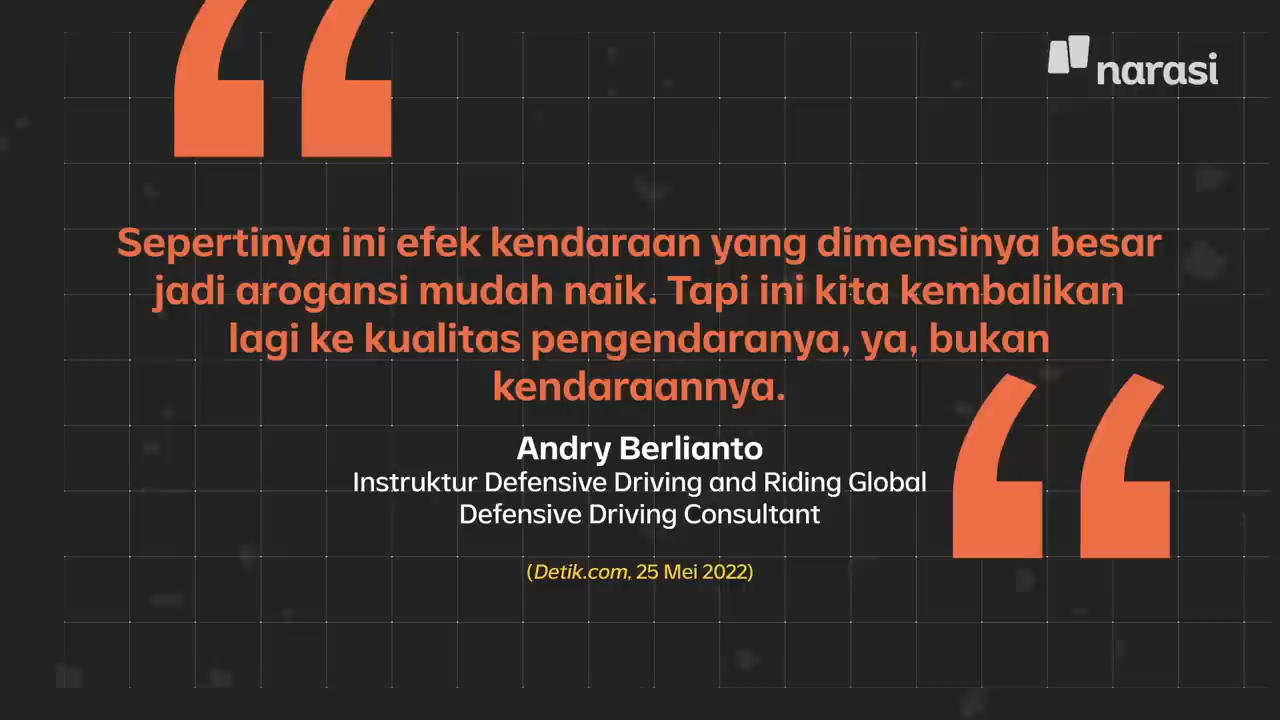 narasi
Sepertinya ini efek kendaraan yang dimensinya besar
jadi arogansi mudah naik. Tapi ini kita kembalikan
lagi ke kualitas pengendaranya, ya, bukan
kendaraannya.
Andry Berlianto
Instruktur Defensive Driving and Riding Global
Defensive Driving Consultant
(Detik.com, 25 Mei 2022)